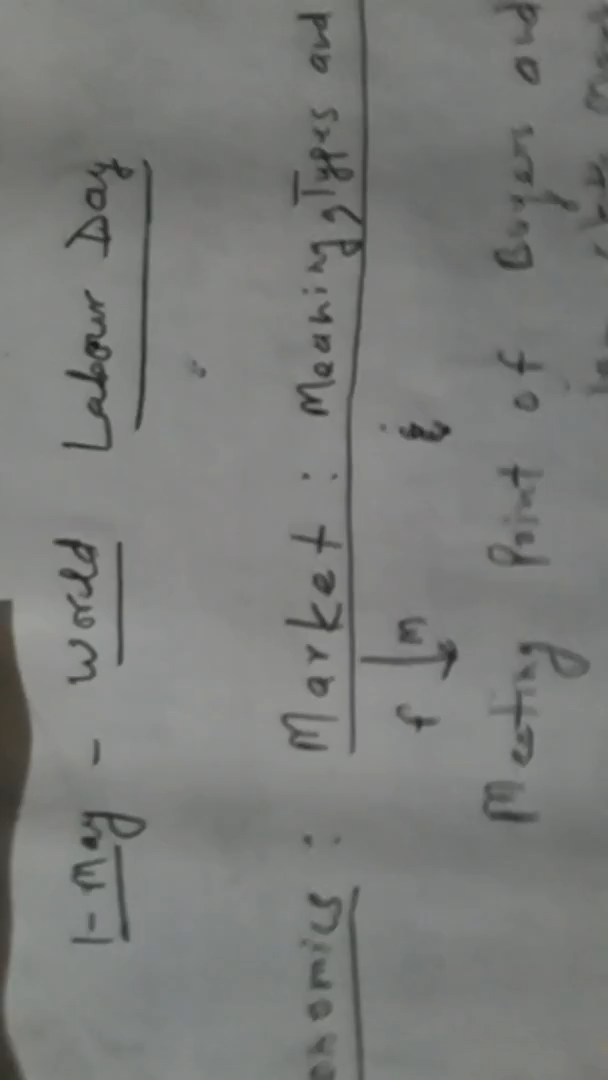 1-May - World Labour Day
onomics : Market : Meaning, Types and
f m
Meeting Point of Buyers and